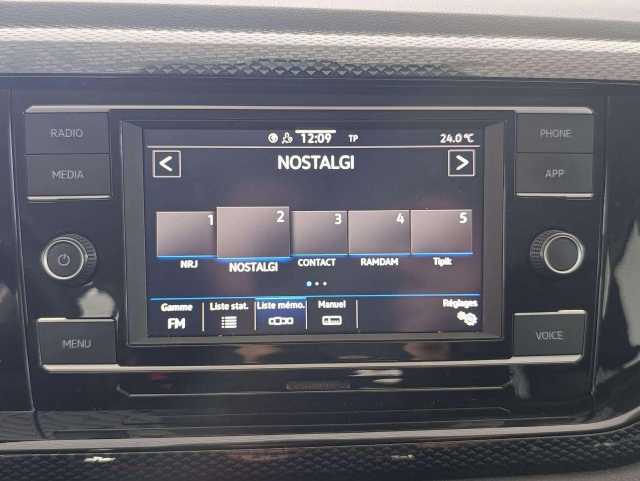 RADIO
MEDIA
MENU
12:09 TP 24.0 °C
< NOSTALGI >
1 2 3 4 5
NRJ NOSTALGI CONTACT RAMDAM Tipik
Gamme Liste stat. Liste mémo. Manuel Réglages
FM
PHONE
APP
VOICE